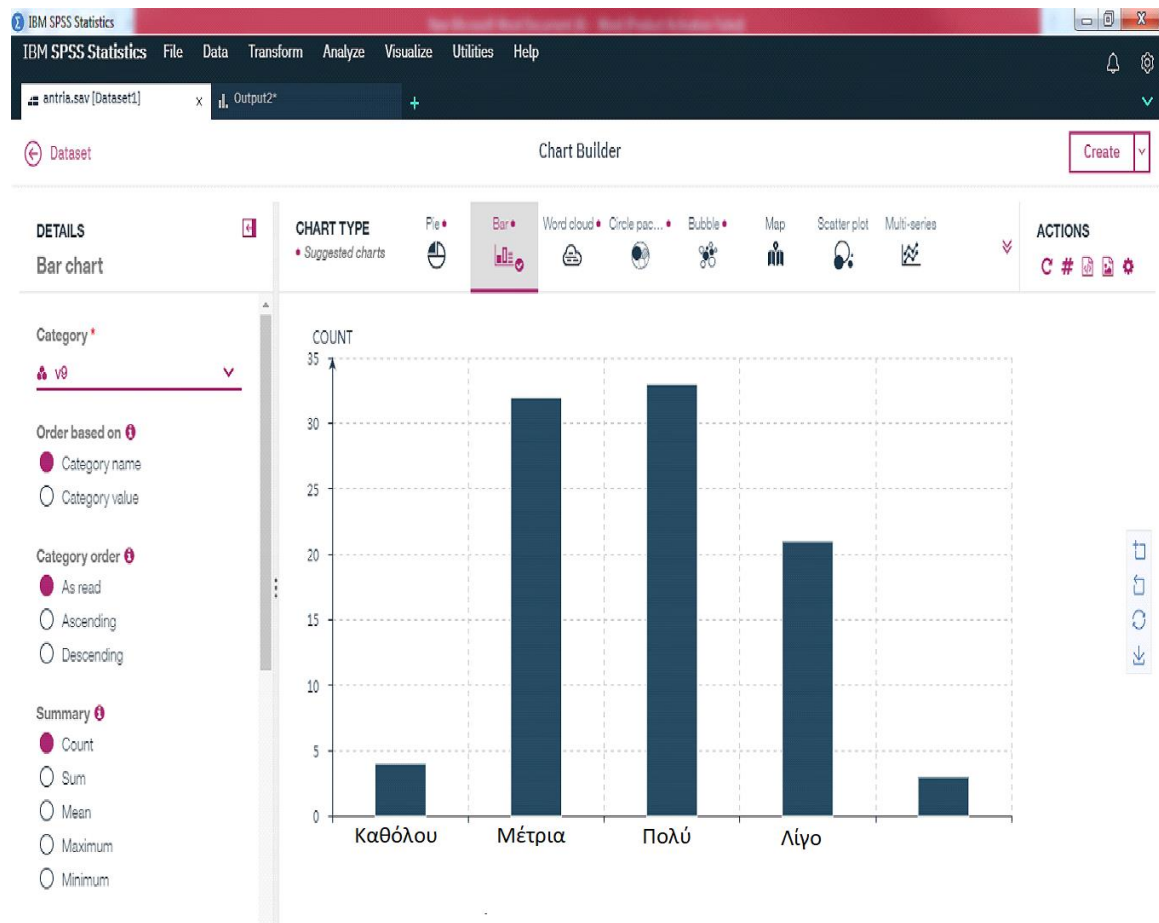 IBM SPSS Statistics
IBM SPSS Statistics File Data Transform Analyze Visualize Utilities Help
antria.sav [Dataset1] x Output2* +
Dataset
Chart Builder
Create
DETAILS
Bar chart
CHART TYPE
• Suggested charts
Pie •
Bar •
Word cloud •
Circle pac... •
Bubble •
Map
Scatter plot
Multi-series
ACTIONS
Category *
v9
Order based on
Category name
Category value
Category order
As read
Ascending
Descending
Summary
Count
Sum
Mean
Maximum
Minimum
COUNT
35
30
25
20
15
10
5
0
Καθόλου Μέτρια Πολύ Λίγο